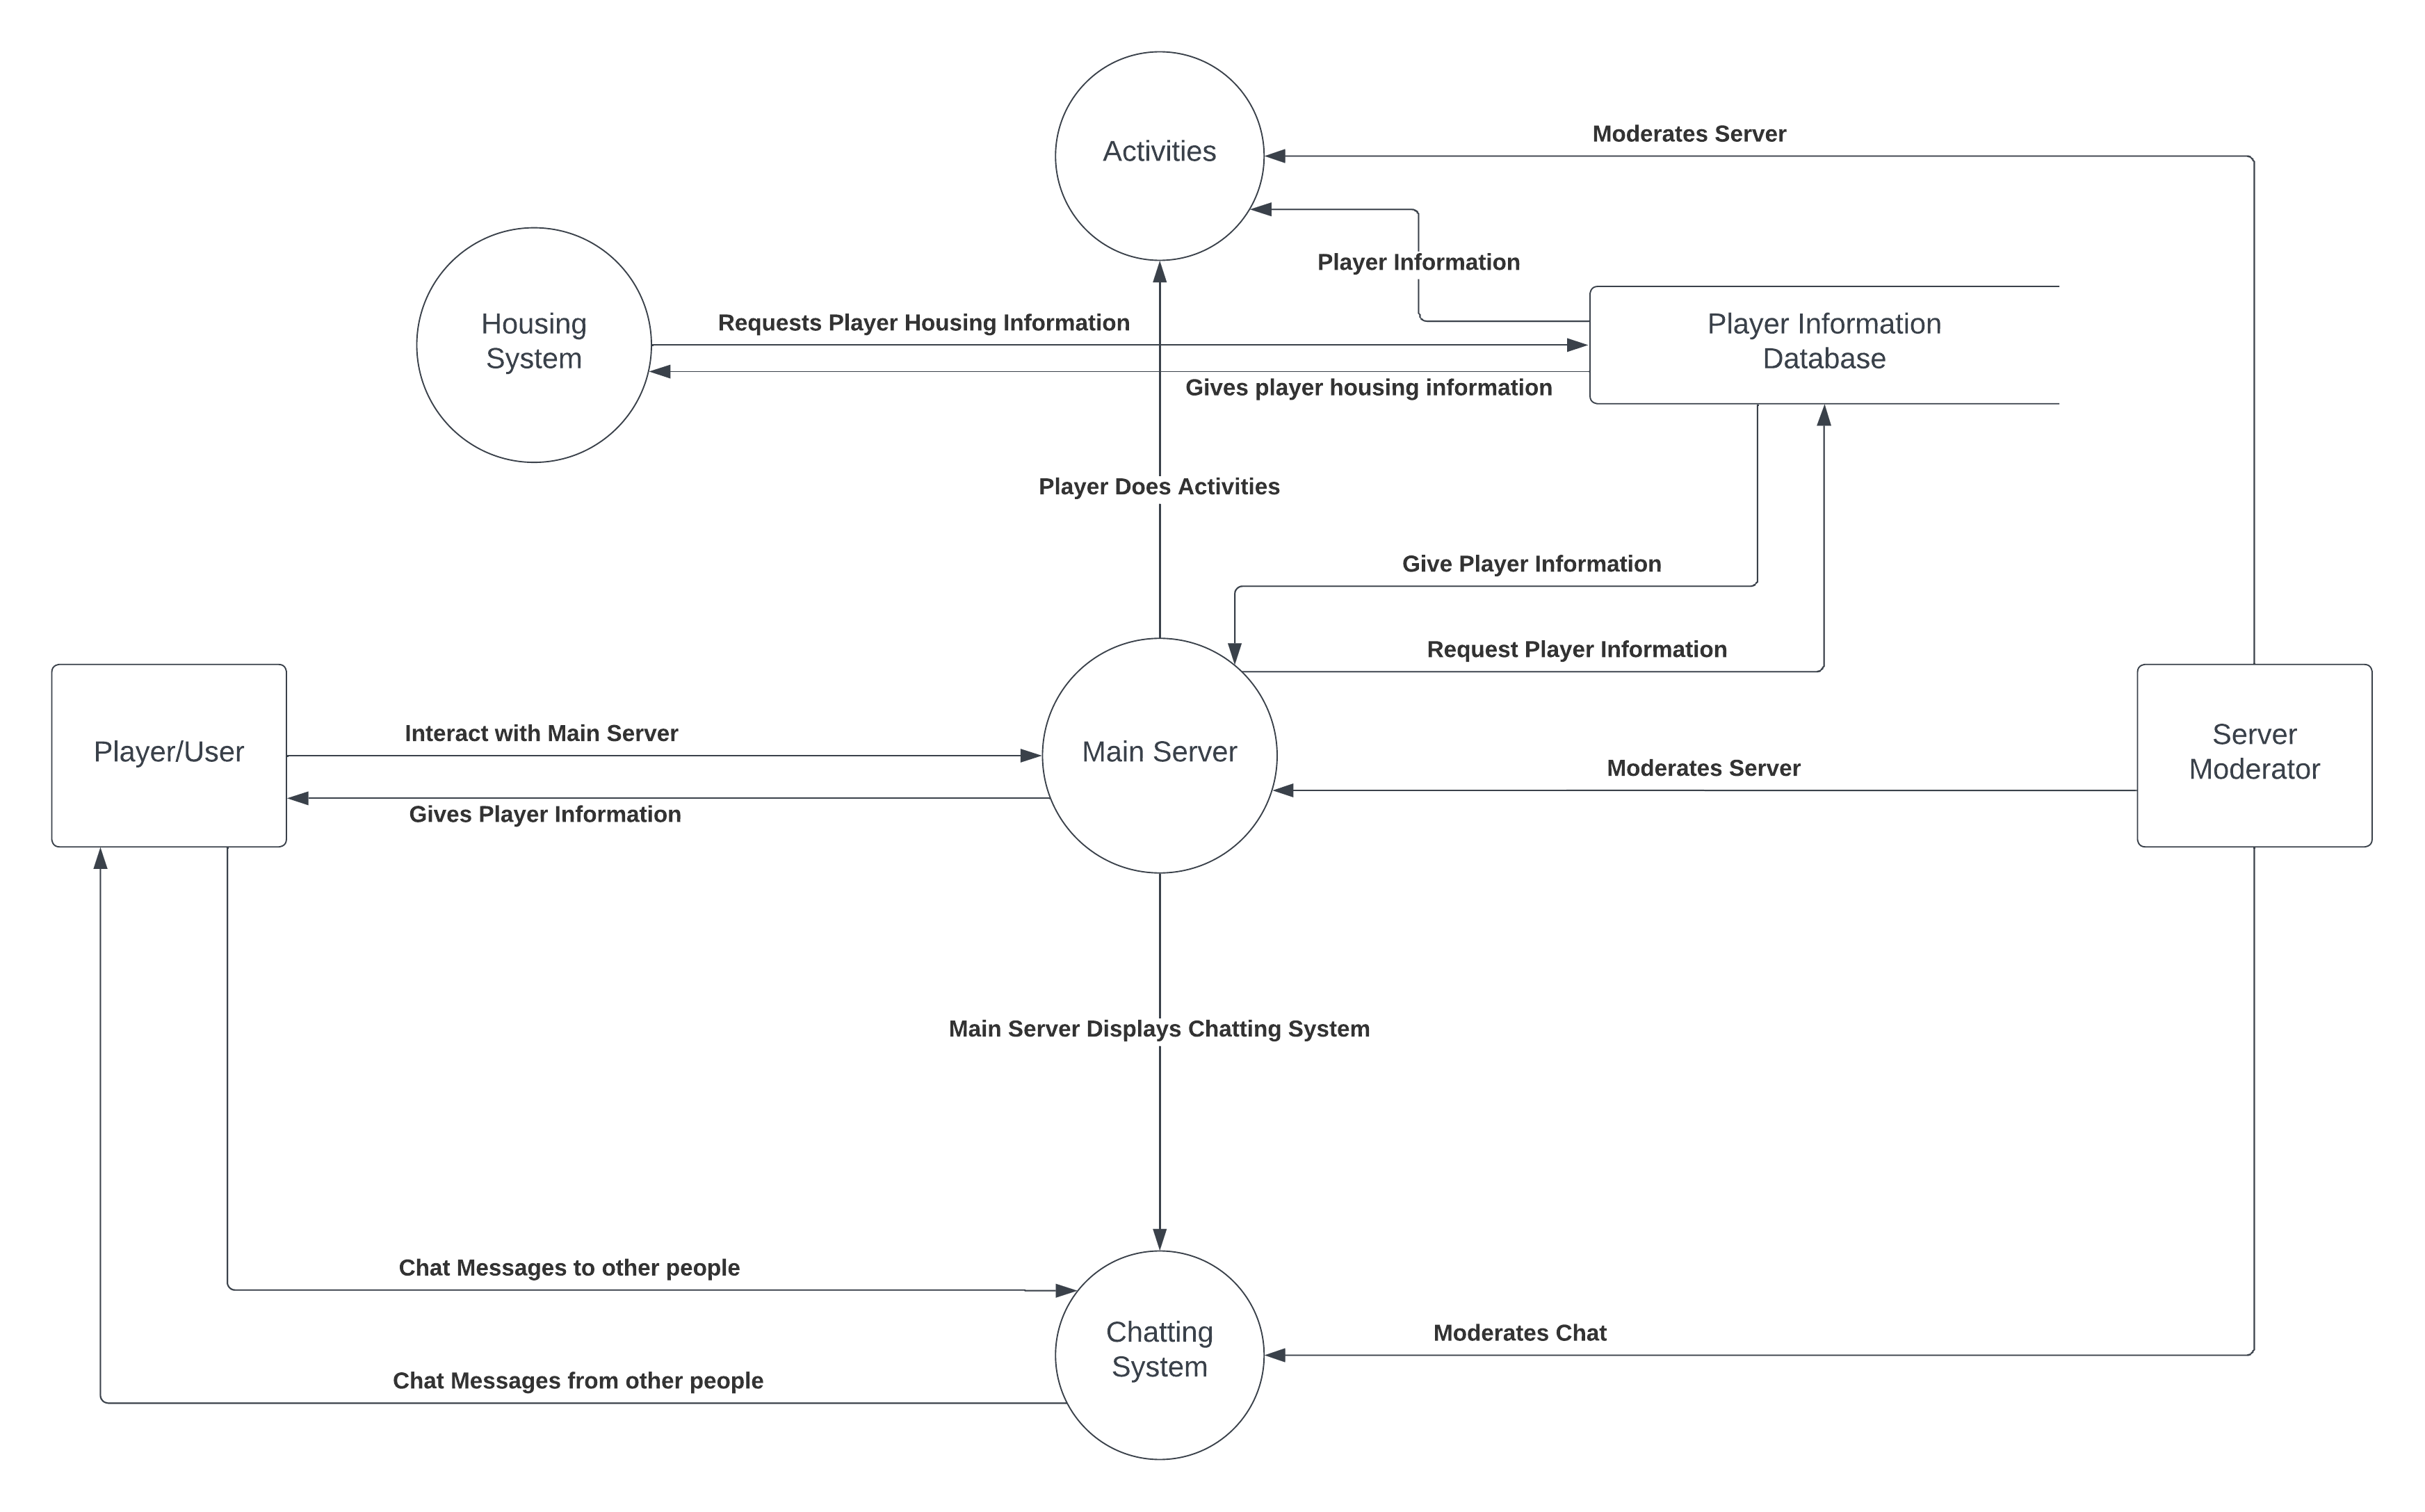 Activities
Moderates Server
Player Information
Housing
System
Requests Player Housing Information
Player Information
Database
Gives player housing information
Player Does Activities
Give Player Information
Request Player Information
Player/User
Interact with Main Server
Main Server
Gives Player Information
Moderates Server
Server
Moderator
Main Server Displays Chatting System
Chat Messages to other people
Chatting
System
Moderates Chat
Chat Messages from other people